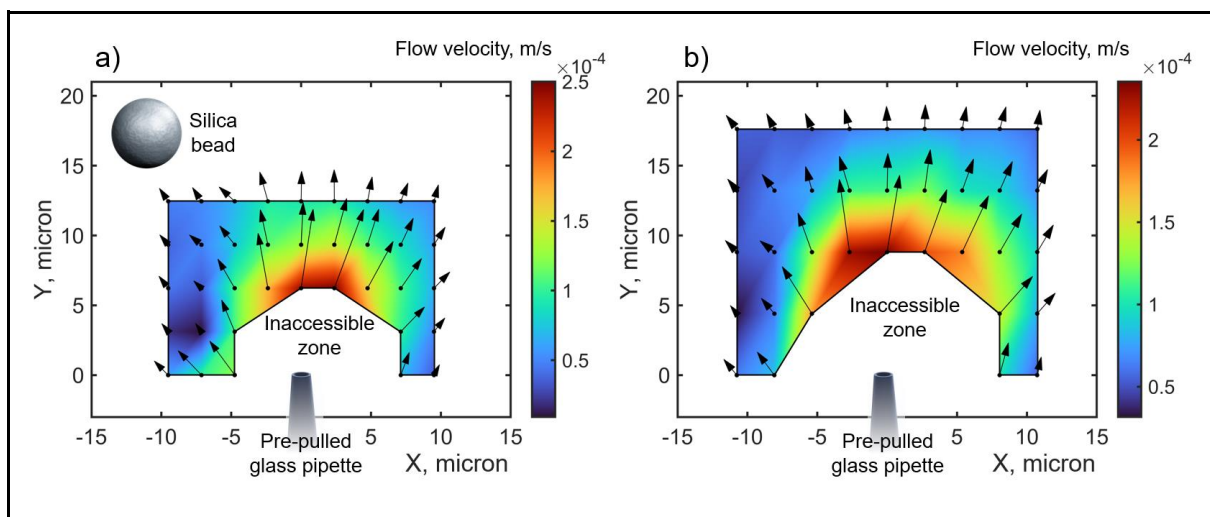 a)
Flow velocity, m/s
×10⁻⁴
Silica
bead
Y, micron
20
15
10
5
0
Inaccessible
zone
Pre-pulled
glass pipette
-15
-10
-5
5
10
15
X, micron
2.5
2
1.5
1
0.5
b)
Flow velocity, m/s
×10⁻⁴
Y, micron
20
15
10
5
0
Inaccessible
zone
Pre-pulled
glass pipette
-15
-10
-5
5
10
15
X, micron
2
1.5
1
0.5